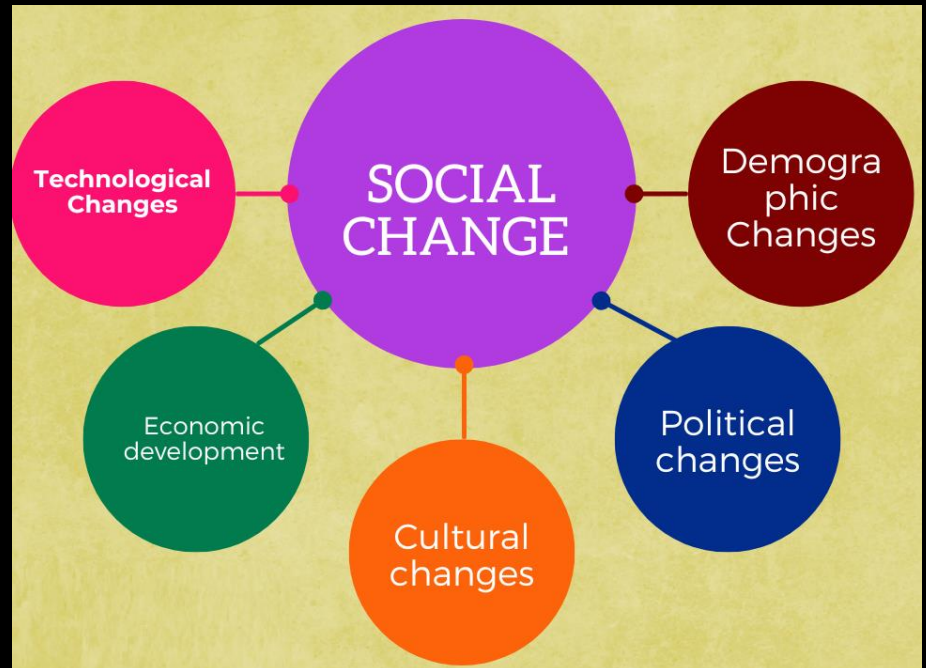 SOCIAL
CHANGE
Technological
Changes
Economic
development
Cultural
changes
Political
changes
Demogra
phic
Changes